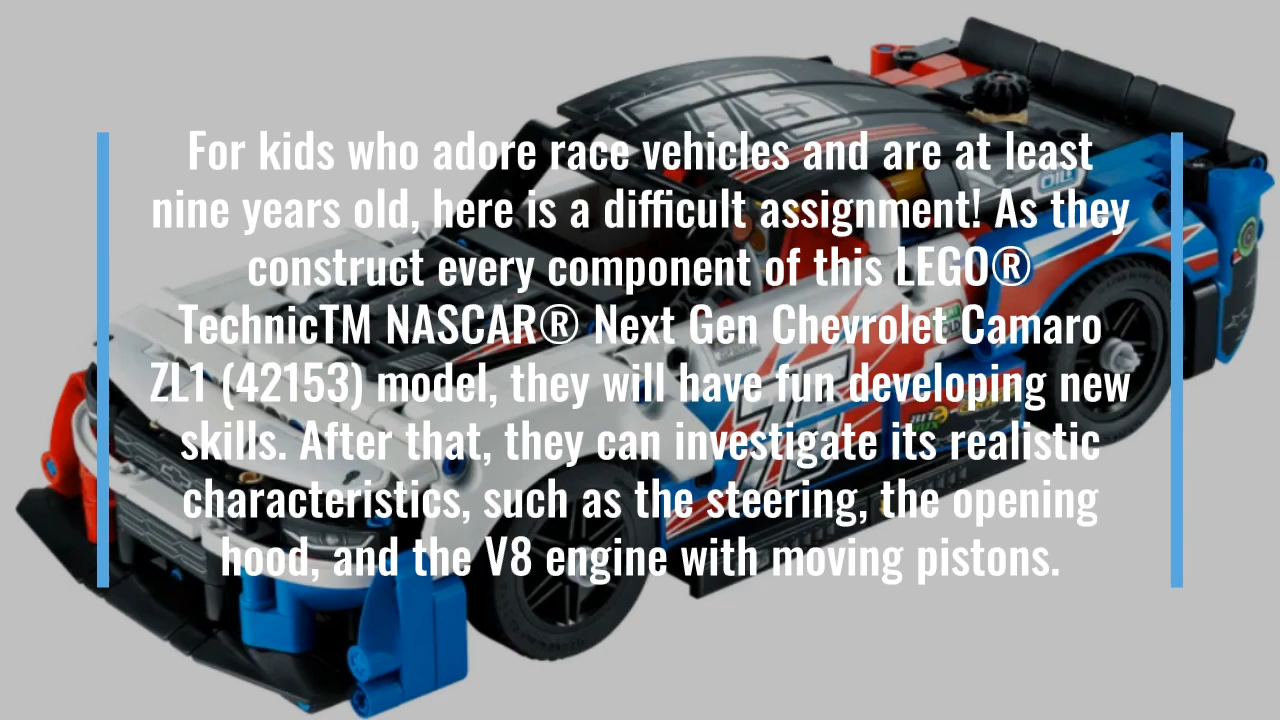 For kids who adore race vehicles and are at least
nine years old, here is a difficult assignment! As they
construct every component of this LEGO®
TechnicTM NASCAR® Next Gen Chevrolet Camaro
ZL1 (42153) model, they will have fun developing new
skills. After that, they can investigate its realistic
characteristics, such as the steering, the opening
hood, and the V8 engine with moving pistons.
75
OIL
75